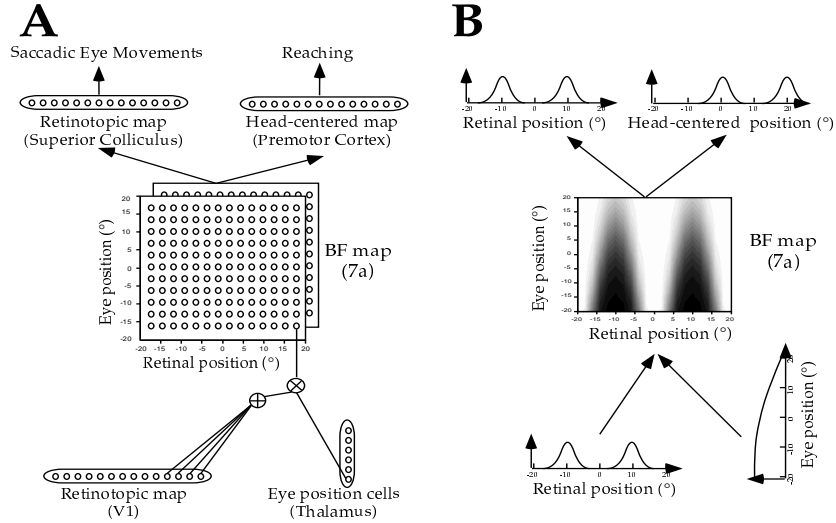 A
Saccadic Eye Movements
Reaching
Retinotopic map
(Superior Colliculus)
Head-centered map
(Premotor Cortex)
20
15
10
5
0
-5
-10
-15
-20
Eye position (°)
-20 -15 -10 -5 0 5 10 15 20
Retinal position (°)
BF map
(7a)
Retinotopic map
(V1)
Eye position cells
(Thalamus)
B
-20 -10 0 10 20
Retinal position (°)
-20 -10 0 10 20
Head-centered position (°)
20
15
10
5
0
-5
-10
-15
-20
Eye position (°)
-20 -15 -10 -5 0 5 10 15 20
Retinal position (°)
BF map
(7a)
-20 -10 0 10 20
Retinal position (°)
-20 -10 0 10 20
Eye position (°)